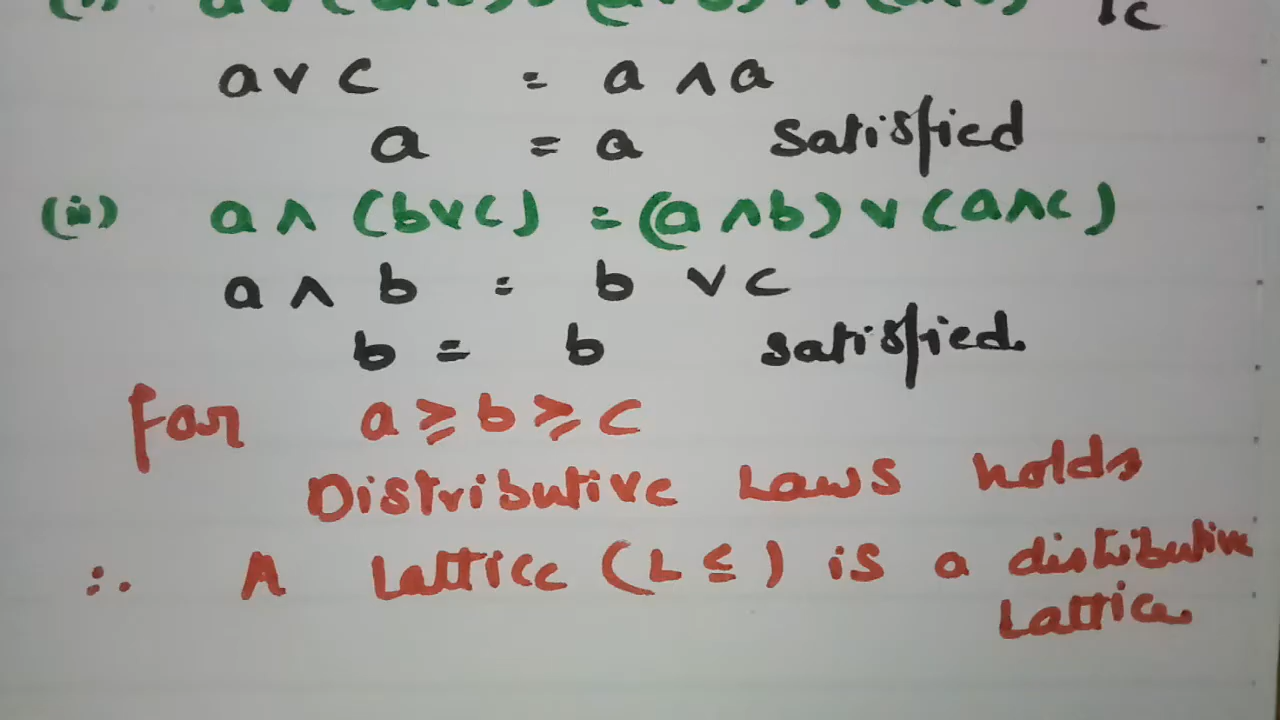 a ∨ c = a ∧ a
a = a satisfied
(ii) a ∧ (b ∨ c) = (a ∧ b) ∨ (a ∧ c)
a ∧ b = b ∨ c
b = b satisfied.
For a ≥ b ≥ c
Distributive Laws holds
∴ A Lattice (L ≤) is a distributive
Lattice.